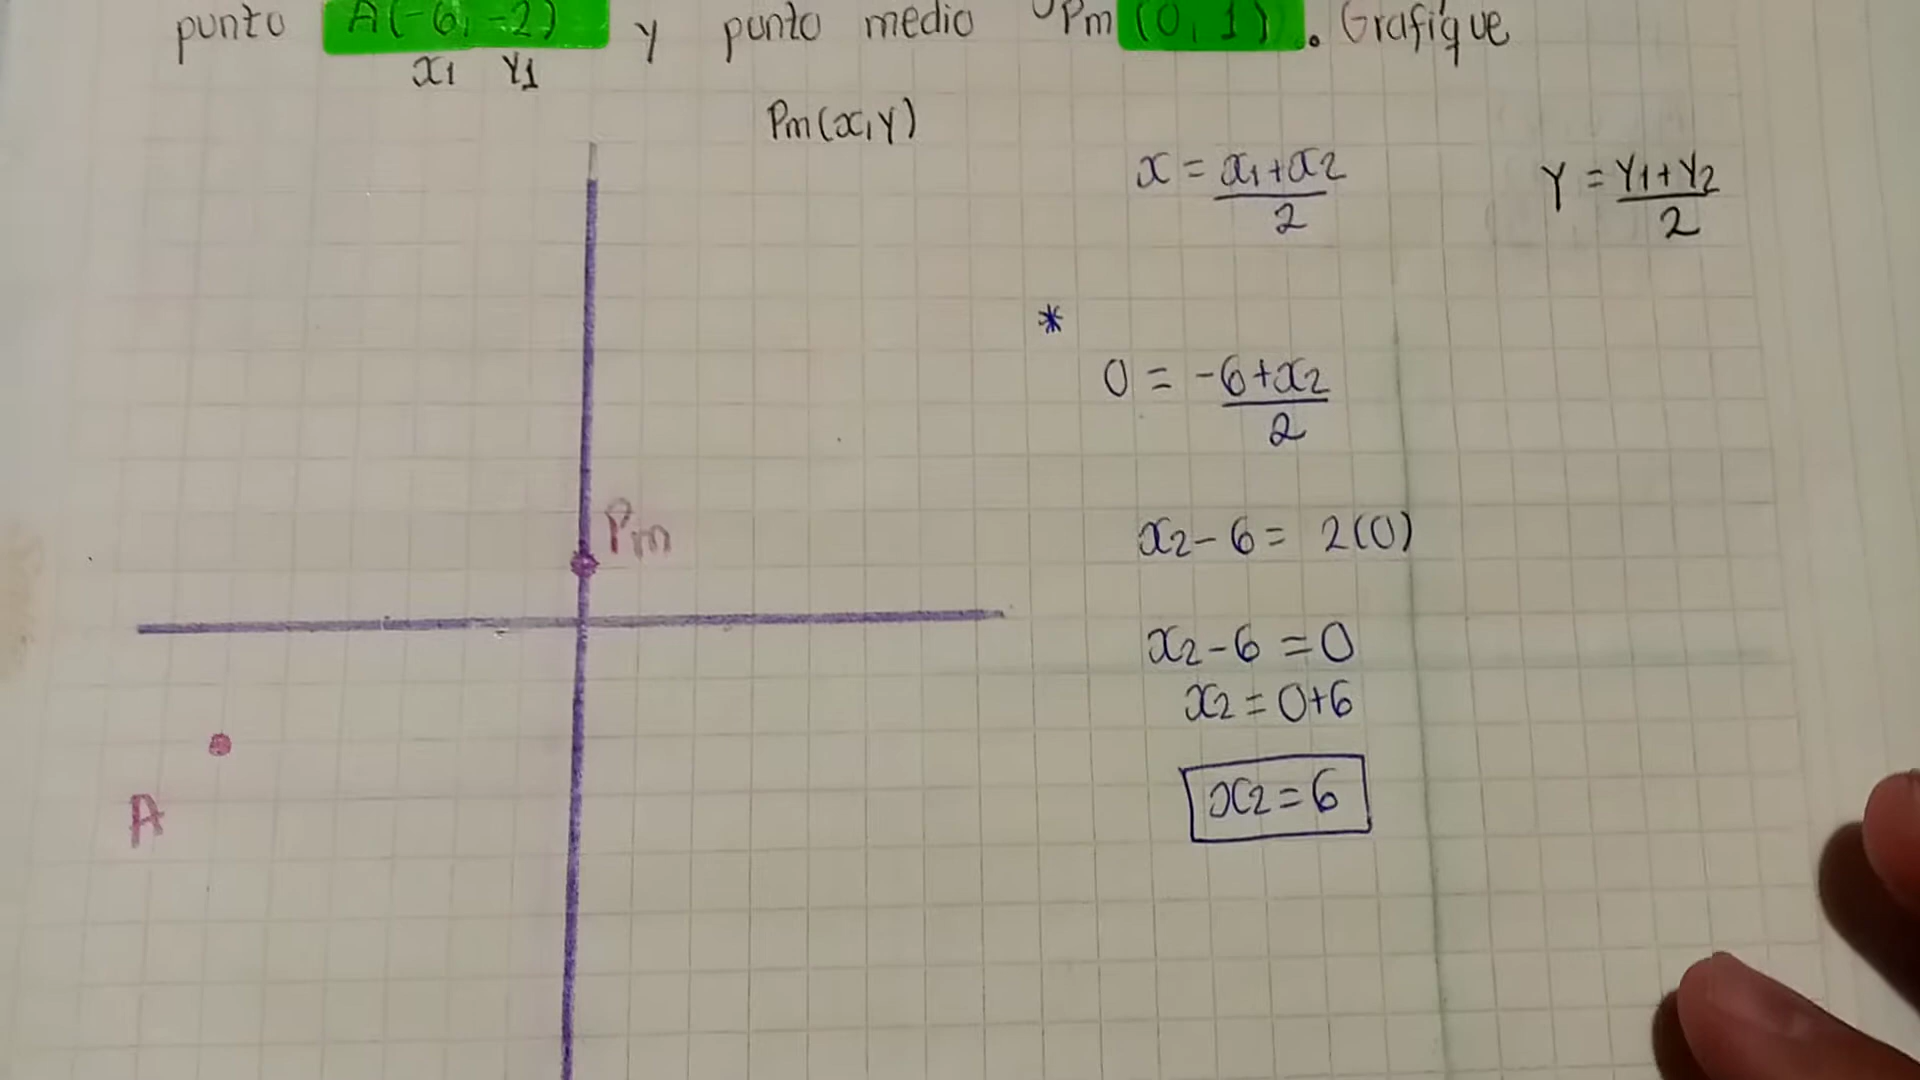 punto A(-6, -2) y punto medio Pm (0, 1). Grafique
x1 Y1
Pm(x,Y)
x = x1+x2
2
Y = Y1+Y2
2
*
0 = -6+x2
2
x2-6 = 2(0)
x2-6 = 0
x2 = 0+6
x2 = 6
Pm
A